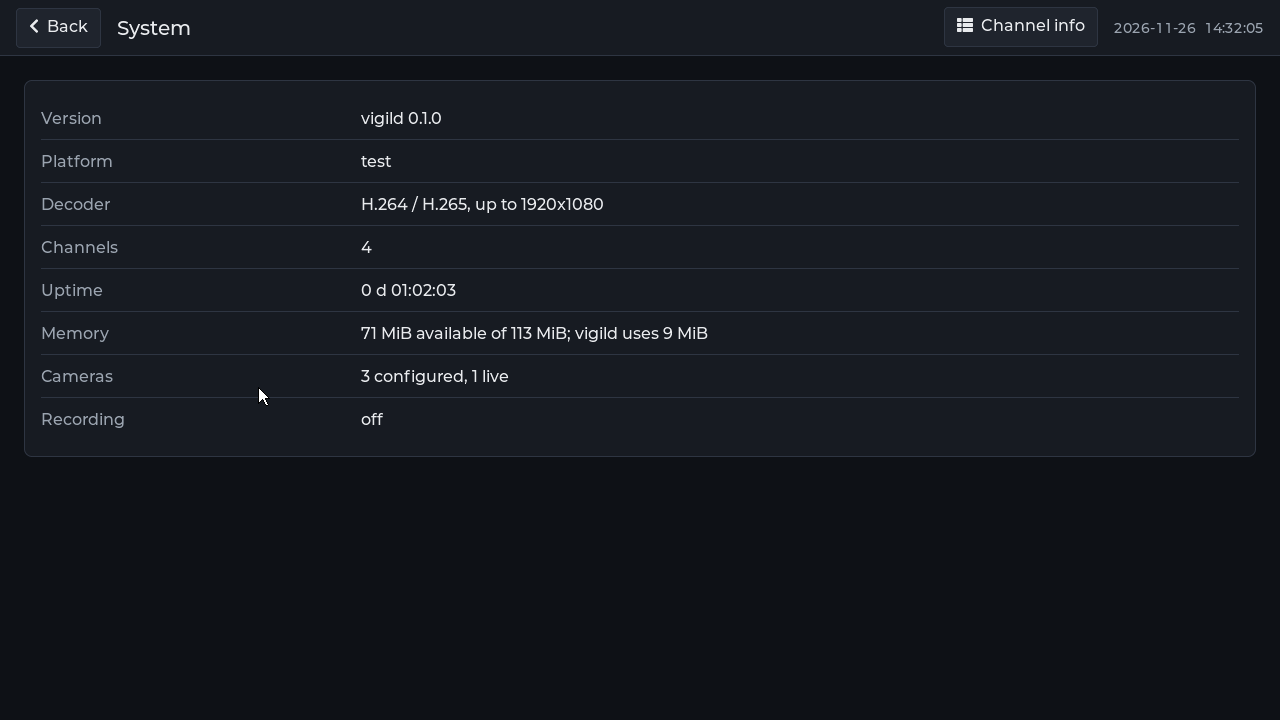 Back
System
Channel info
2026-11-26 14:32:05
Version vigild 0.1.0
Platform test
Decoder H.264 / H.265, up to 1920x1080
Channels 4
Uptime 0 d 01:02:03
Memory 71 MiB available of 113 MiB; vigild uses 9 MiB
Cameras 3 configured, 1 live
Recording off